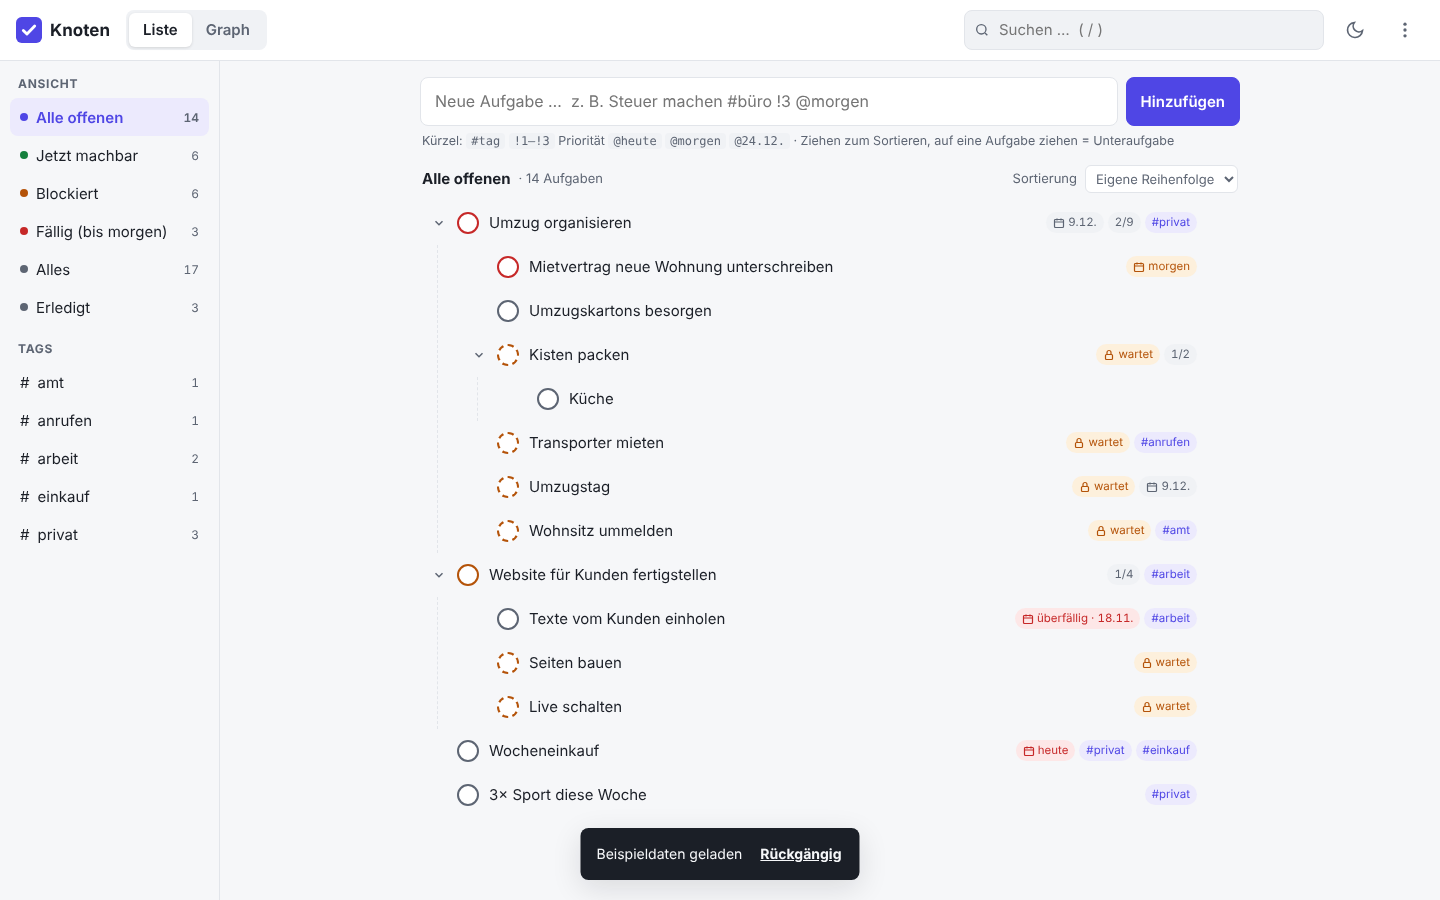 Knoten
Liste
Graph
Suchen … ( / )
ANSICHT
Alle offenen 14
Jetzt machbar 6
Blockiert 6
Fällig (bis morgen) 3
Alles 17
Erledigt 3
TAGS
# amt 1
# anrufen 1
# arbeit 2
# einkauf 1
# privat 3
Neue Aufgabe … z. B. Steuer machen #büro !3 @morgen
Hinzufügen
Kürzel: #tag !1–!3 Priorität @heute @morgen @24.12. · Ziehen zum Sortieren, auf eine Aufgabe ziehen = Unteraufgabe
Alle offenen · 14 Aufgaben
Sortierung Eigene Reihenfolge
Umzug organisieren 9.12. 2/9 #privat
Mietvertrag neue Wohnung unterschreiben morgen
Umzugskartons besorgen
Kisten packen wartet 1/2
Küche
Transporter mieten wartet #anrufen
Umzugstag wartet 9.12.
Wohnsitz ummelden wartet #amt
Website für Kunden fertigstellen 1/4 #arbeit
Texte vom Kunden einholen überfällig · 18.11. #arbeit
Seiten bauen wartet
Live schalten wartet
Wocheneinkauf heute #privat #einkauf
3× Sport diese Woche #privat
Beispieldaten geladen Rückgängig